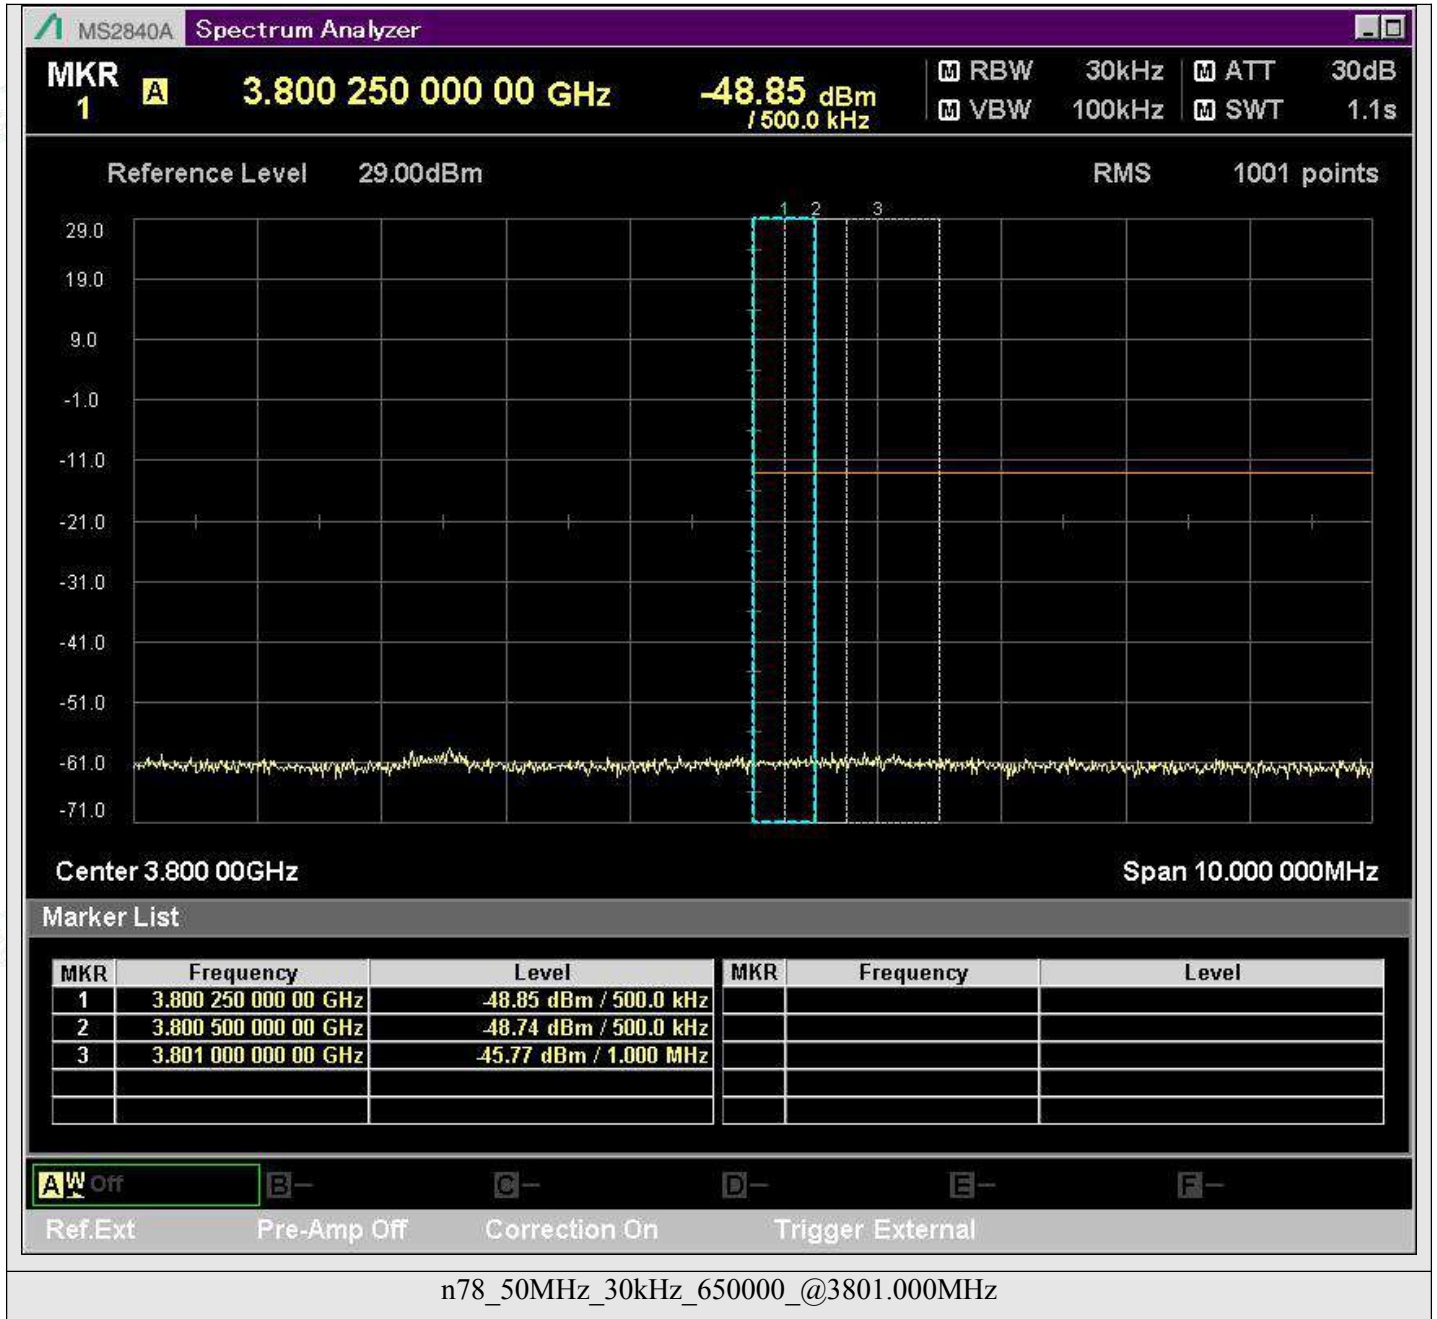 MS2840A Spectrum Analyzer
MKR 1 A 3.800 250 000 00 GHz -48.85 dBm / 500.0 kHz
M RBW 30kHz M ATT 30dB
M VBW 100kHz M SWT 1.1s
Reference Level 29.00dBm RMS 1001 points
1 2 3
29.0
19.0
9.0
-1.0
-11.0
-21.0
-31.0
-41.0
-51.0
-61.0
-71.0
Center 3.800 00GHz Span 10.000 000MHz
Marker List
MKR Frequency Level MKR Frequency Level
1 3.800 250 000 00 GHz -48.85 dBm / 500.0 kHz
2 3.800 500 000 00 GHz -48.74 dBm / 500.0 kHz
3 3.801 000 000 00 GHz -45.77 dBm / 1.000 MHz
A W Off B - C - D - E - F -
Ref.Ext Pre-Amp Off Correction On Trigger External
n78_50MHz_30kHz_650000_@3801.000MHz